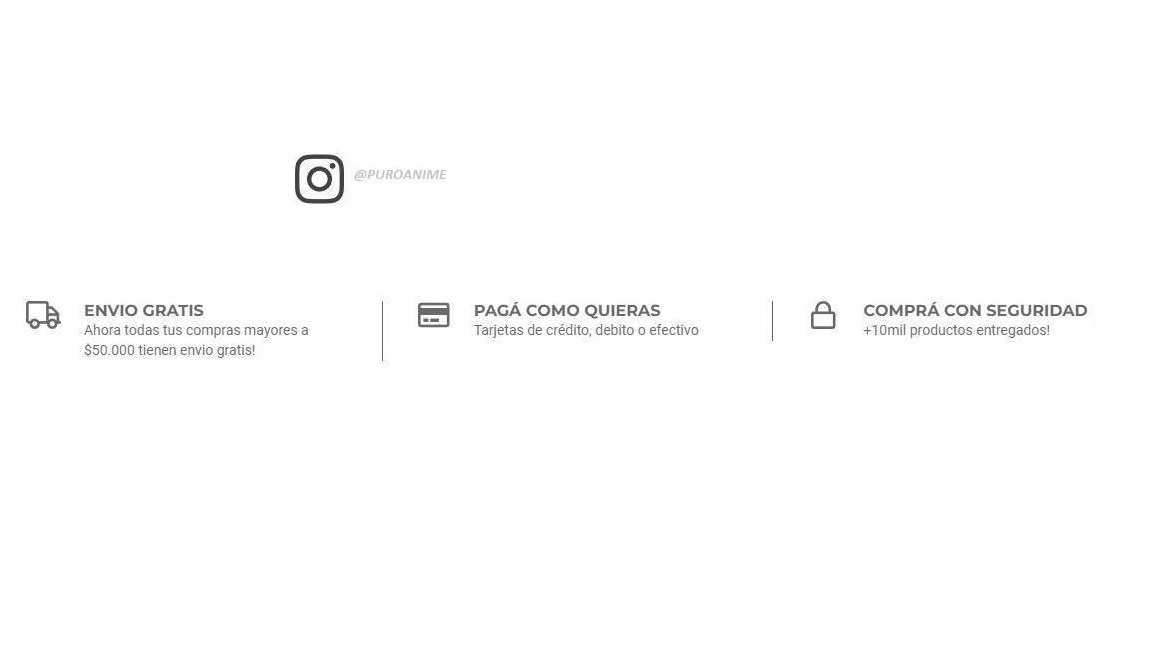 @PUROANIME
ENVIO GRATIS
Ahora todas tus compras mayores a
$50.000 tienen envio gratis!
PAGÁ COMO QUIERAS
Tarjetas de crédito, debito o efectivo
COMPRÁ CON SEGURIDAD
+10mil productos entregados!